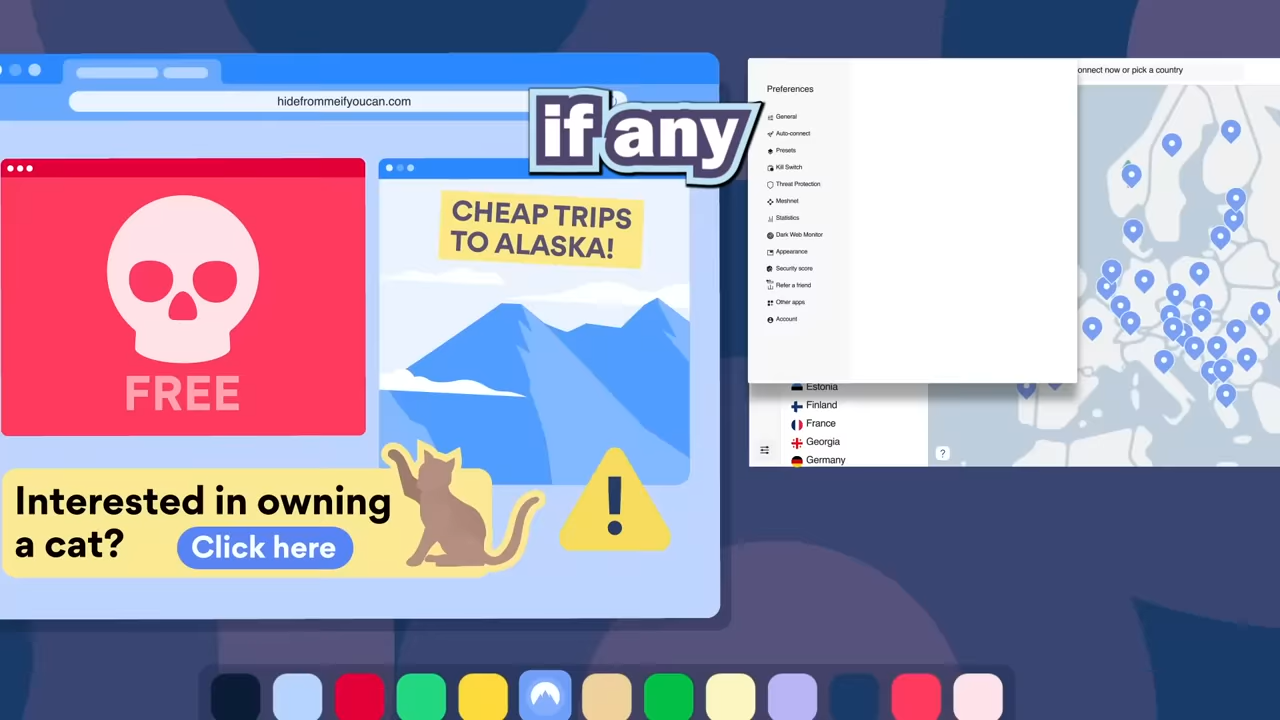 hidefrommeifyoucan.com
if any
FREE
CHEAP TRIPS
TO ALASKA!
Interested in owning
a cat?
Click here
onnect now or pick a country
Preferences
General
Auto-connect
Presets
Kill Switch
Threat Protection
Meshnet
Statistics
Dark Web Monitor
Appearance
Security score
Refer a friend
Other apps
Account
Estonia
Finland
France
Georgia
Germany
?